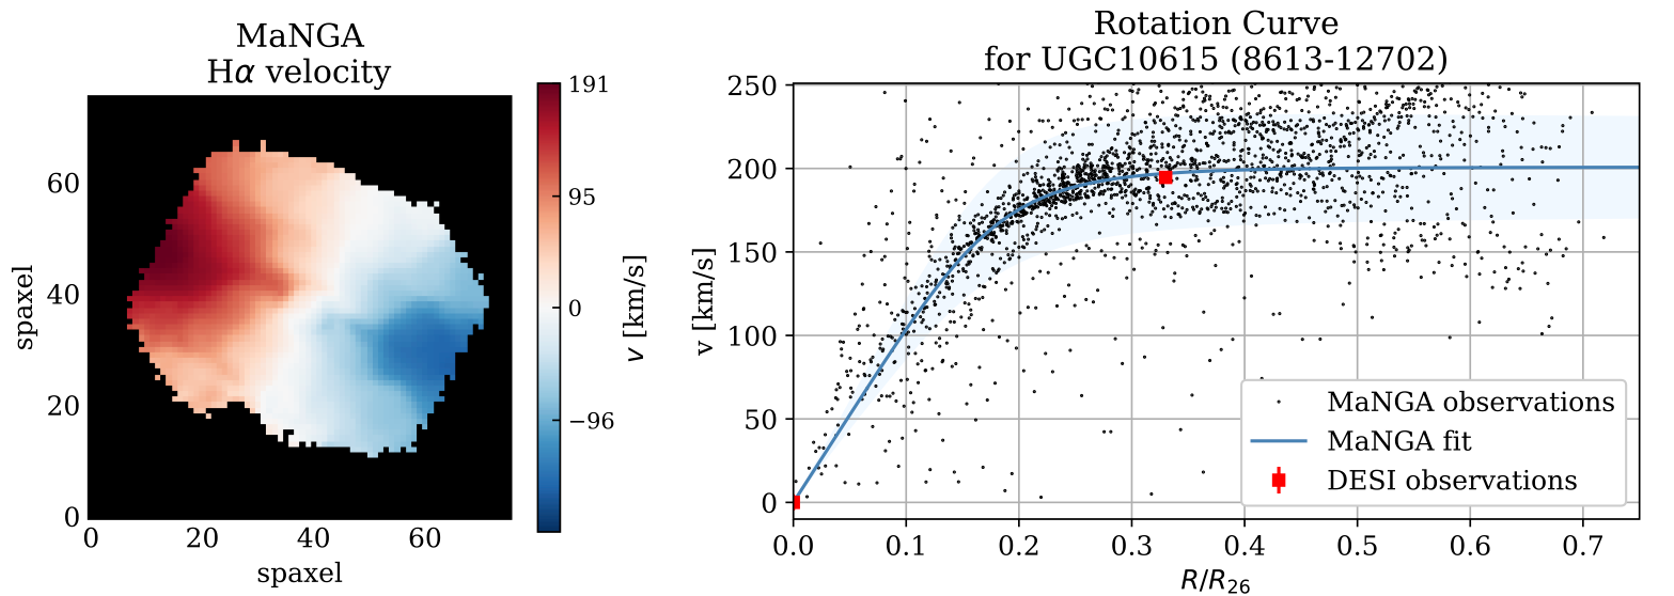 MaNGA
Hα velocity
60
40
20
0
spaxel
0 20 40 60
spaxel
191
95
0
−96
v [km/s]
Rotation Curve
for UGC10615 (8613-12702)
250
200
150
100
50
0
v [km/s]
MaNGA observations
MaNGA fit
DESI observations
0.0 0.1 0.2 0.3 0.4 0.5 0.6 0.7
R/R26